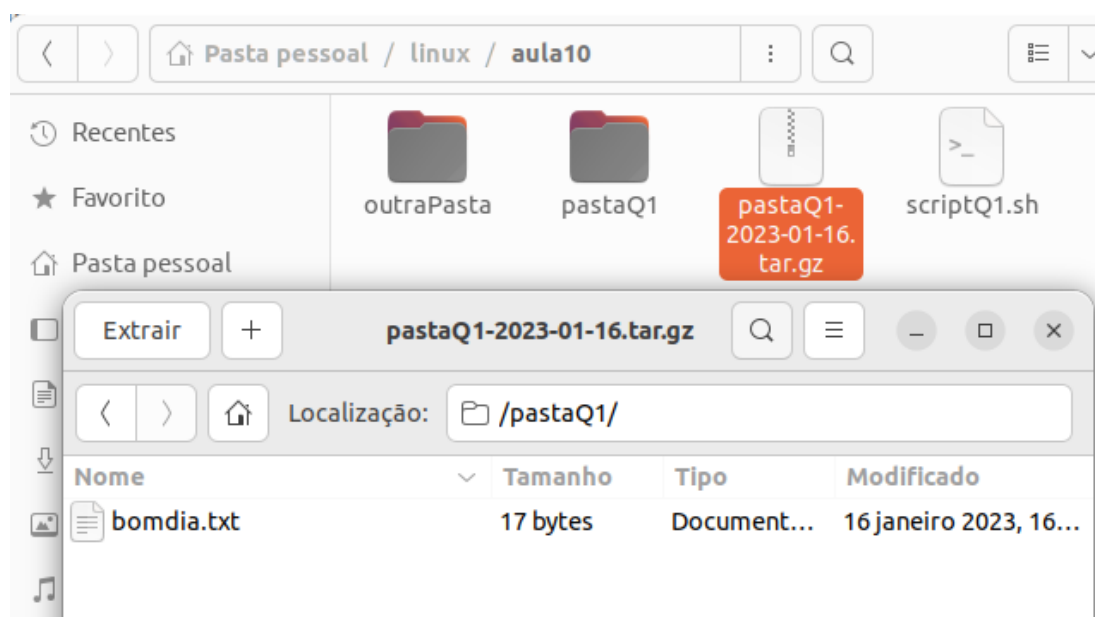 Pasta pessoal / linux / aula10
Recentes
Favorito
Pasta pessoal
outraPasta
pastaQ1
pastaQ1-
2023-01-16.
tar.gz
>_
scriptQ1.sh
Extrair
pastaQ1-2023-01-16.tar.gz
Localização: /pastaQ1/
Nome Tamanho Tipo Modificado
bomdia.txt 17 bytes Document... 16 janeiro 2023, 16...